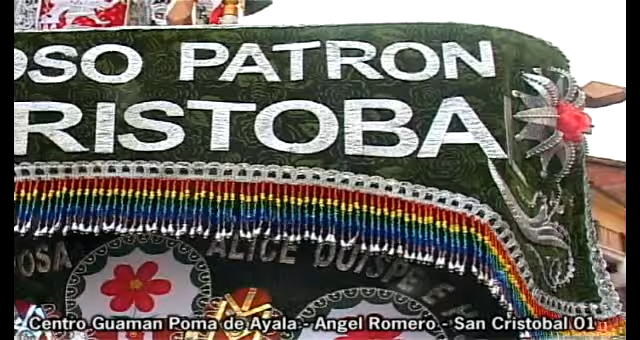 OSO PATRON
RISTOBA
OSA ALICE QUISPE E H
Centro Guaman Poma de Ayala - Angel Romero - San Cristobal 01